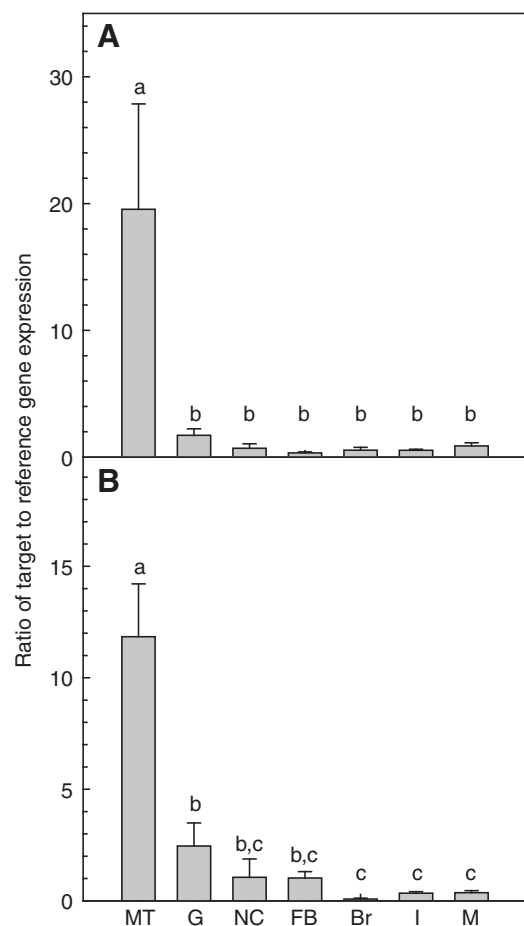 Ratio of target to reference gene expression
A
30
20
10
0
a
b b b b b b
B
15
10
5
0
a
b
b,c b,c
c c c
MT G NC FB Br I M